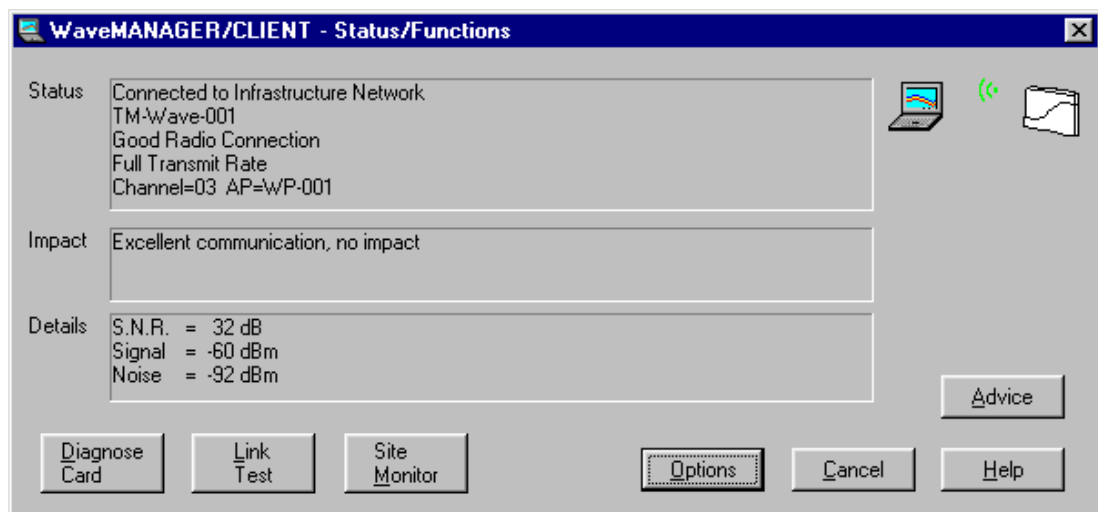 WaveMANAGER/CLIENT - Status/Functions
Status
Connected to Infrastructure Network
TM-Wave-001
Good Radio Connection
Full Transmit Rate
Channel=03 AP=WP-001
Impact
Excellent communication, no impact
Details
S.N.R. = 32 dB
Signal = -60 dBm
Noise = -92 dBm
Advice
Diagnose
Card
Link
Test
Site
Monitor
Options
Cancel
Help